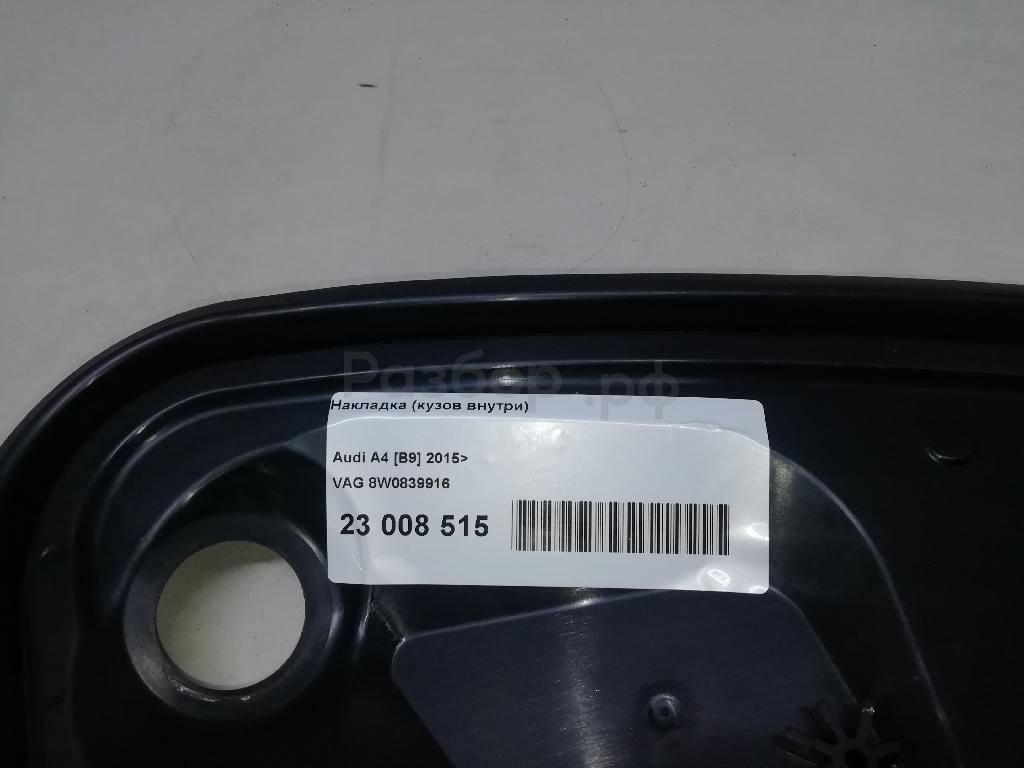 Разбор.рф
Накладка (кузов внутри)
Audi A4 [B9] 2015>
VAG 8W0839916
23 008 515